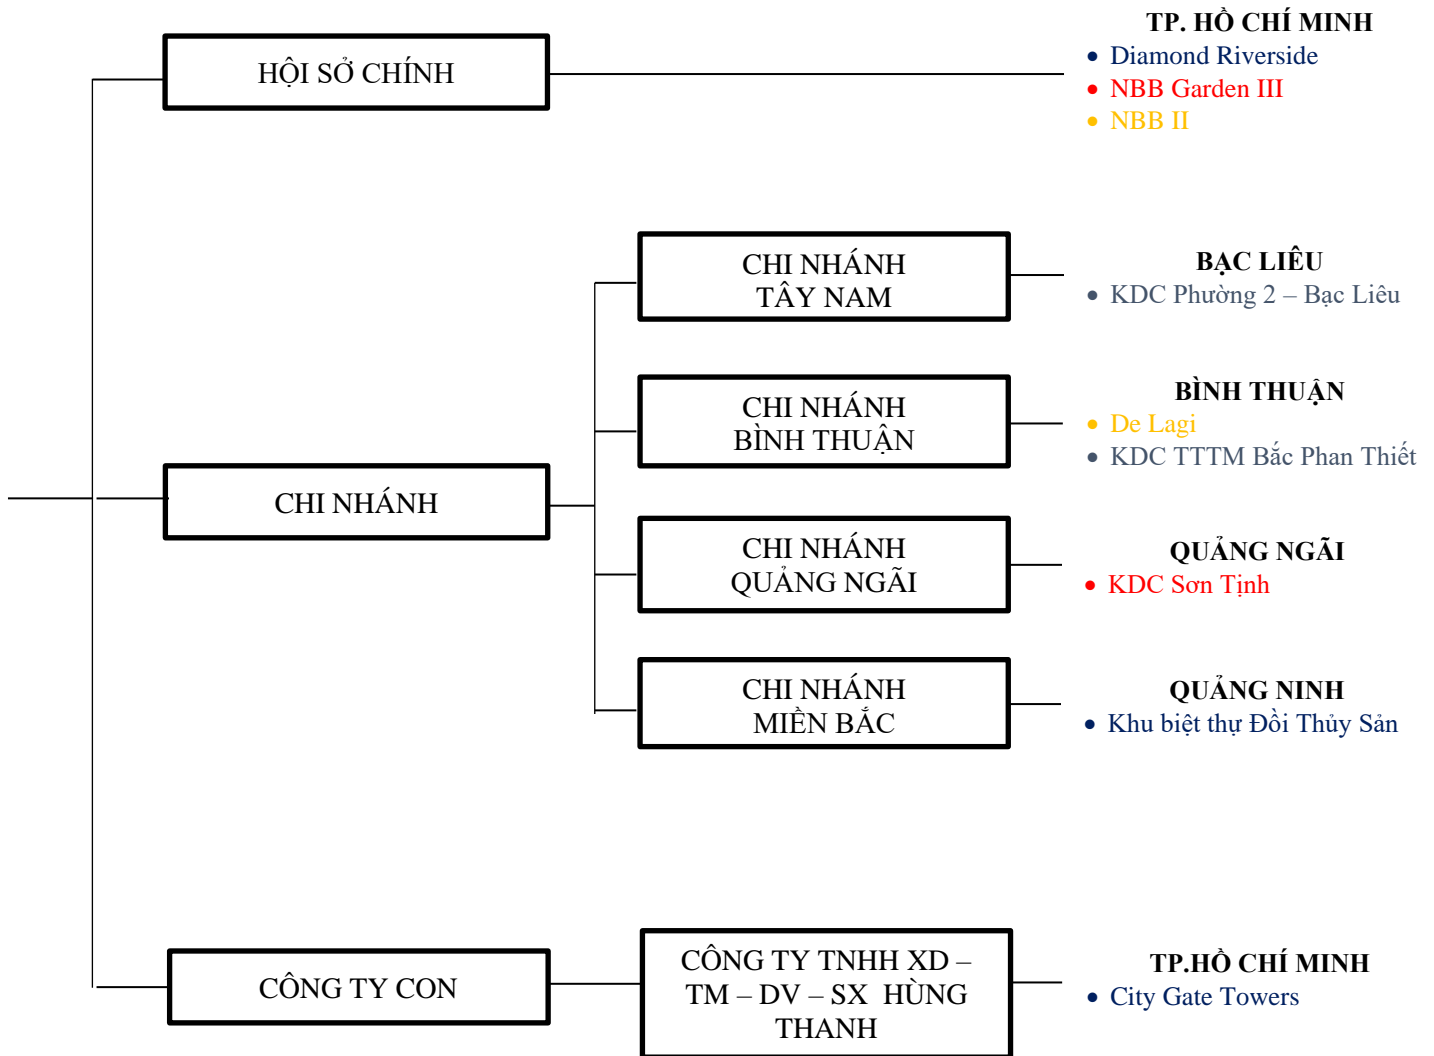 TP. HỒ CHÍ MINH
HỘI SỞ CHÍNH
• Diamond Riverside
• NBB Garden III
• NBB II
CHI NHÁNH
TÂY NAM
BẠC LIÊU
• KDC Phường 2 – Bạc Liêu
CHI NHÁNH
BÌNH THUẬN
BÌNH THUẬN
• De Lagi
• KDC TTTM Bắc Phan Thiết
CHI NHÁNH
CHI NHÁNH
QUẢNG NGÃI
QUẢNG NGÃI
• KDC Sơn Tịnh
CHI NHÁNH
MIỀN BẮC
QUẢNG NINH
• Khu biệt thự Đồi Thủy Sản
CÔNG TY CON
CÔNG TY TNHH XD –
TM – DV – SX HÙNG
THANH
TP.HỒ CHÍ MINH
• City Gate Towers